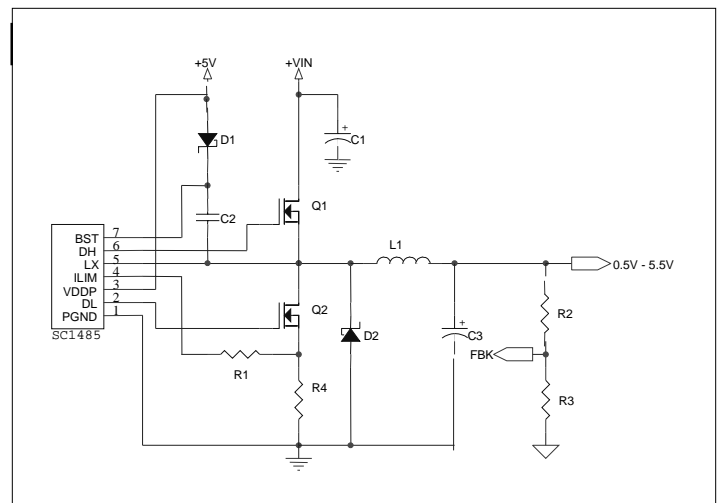 +5V
+VIN
D1
+
C1
Q1
C2
BST 7
DH 6
LX 5
ILIM 4
VDDP 3
DL 2
PGND 1
SC1485
L1
0.5V - 5.5V
Q2
D2
+
C3
R2
FBK
R1
R4
R3